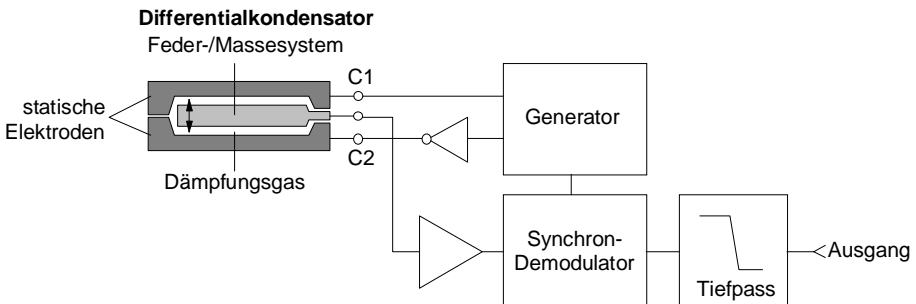 Differentialkondensator
Feder-/Massesystem
statische
Elektroden
Dämpfungsgas
C1
C2
Generator
Synchron-
Demodulator
Tiefpass
Ausgang